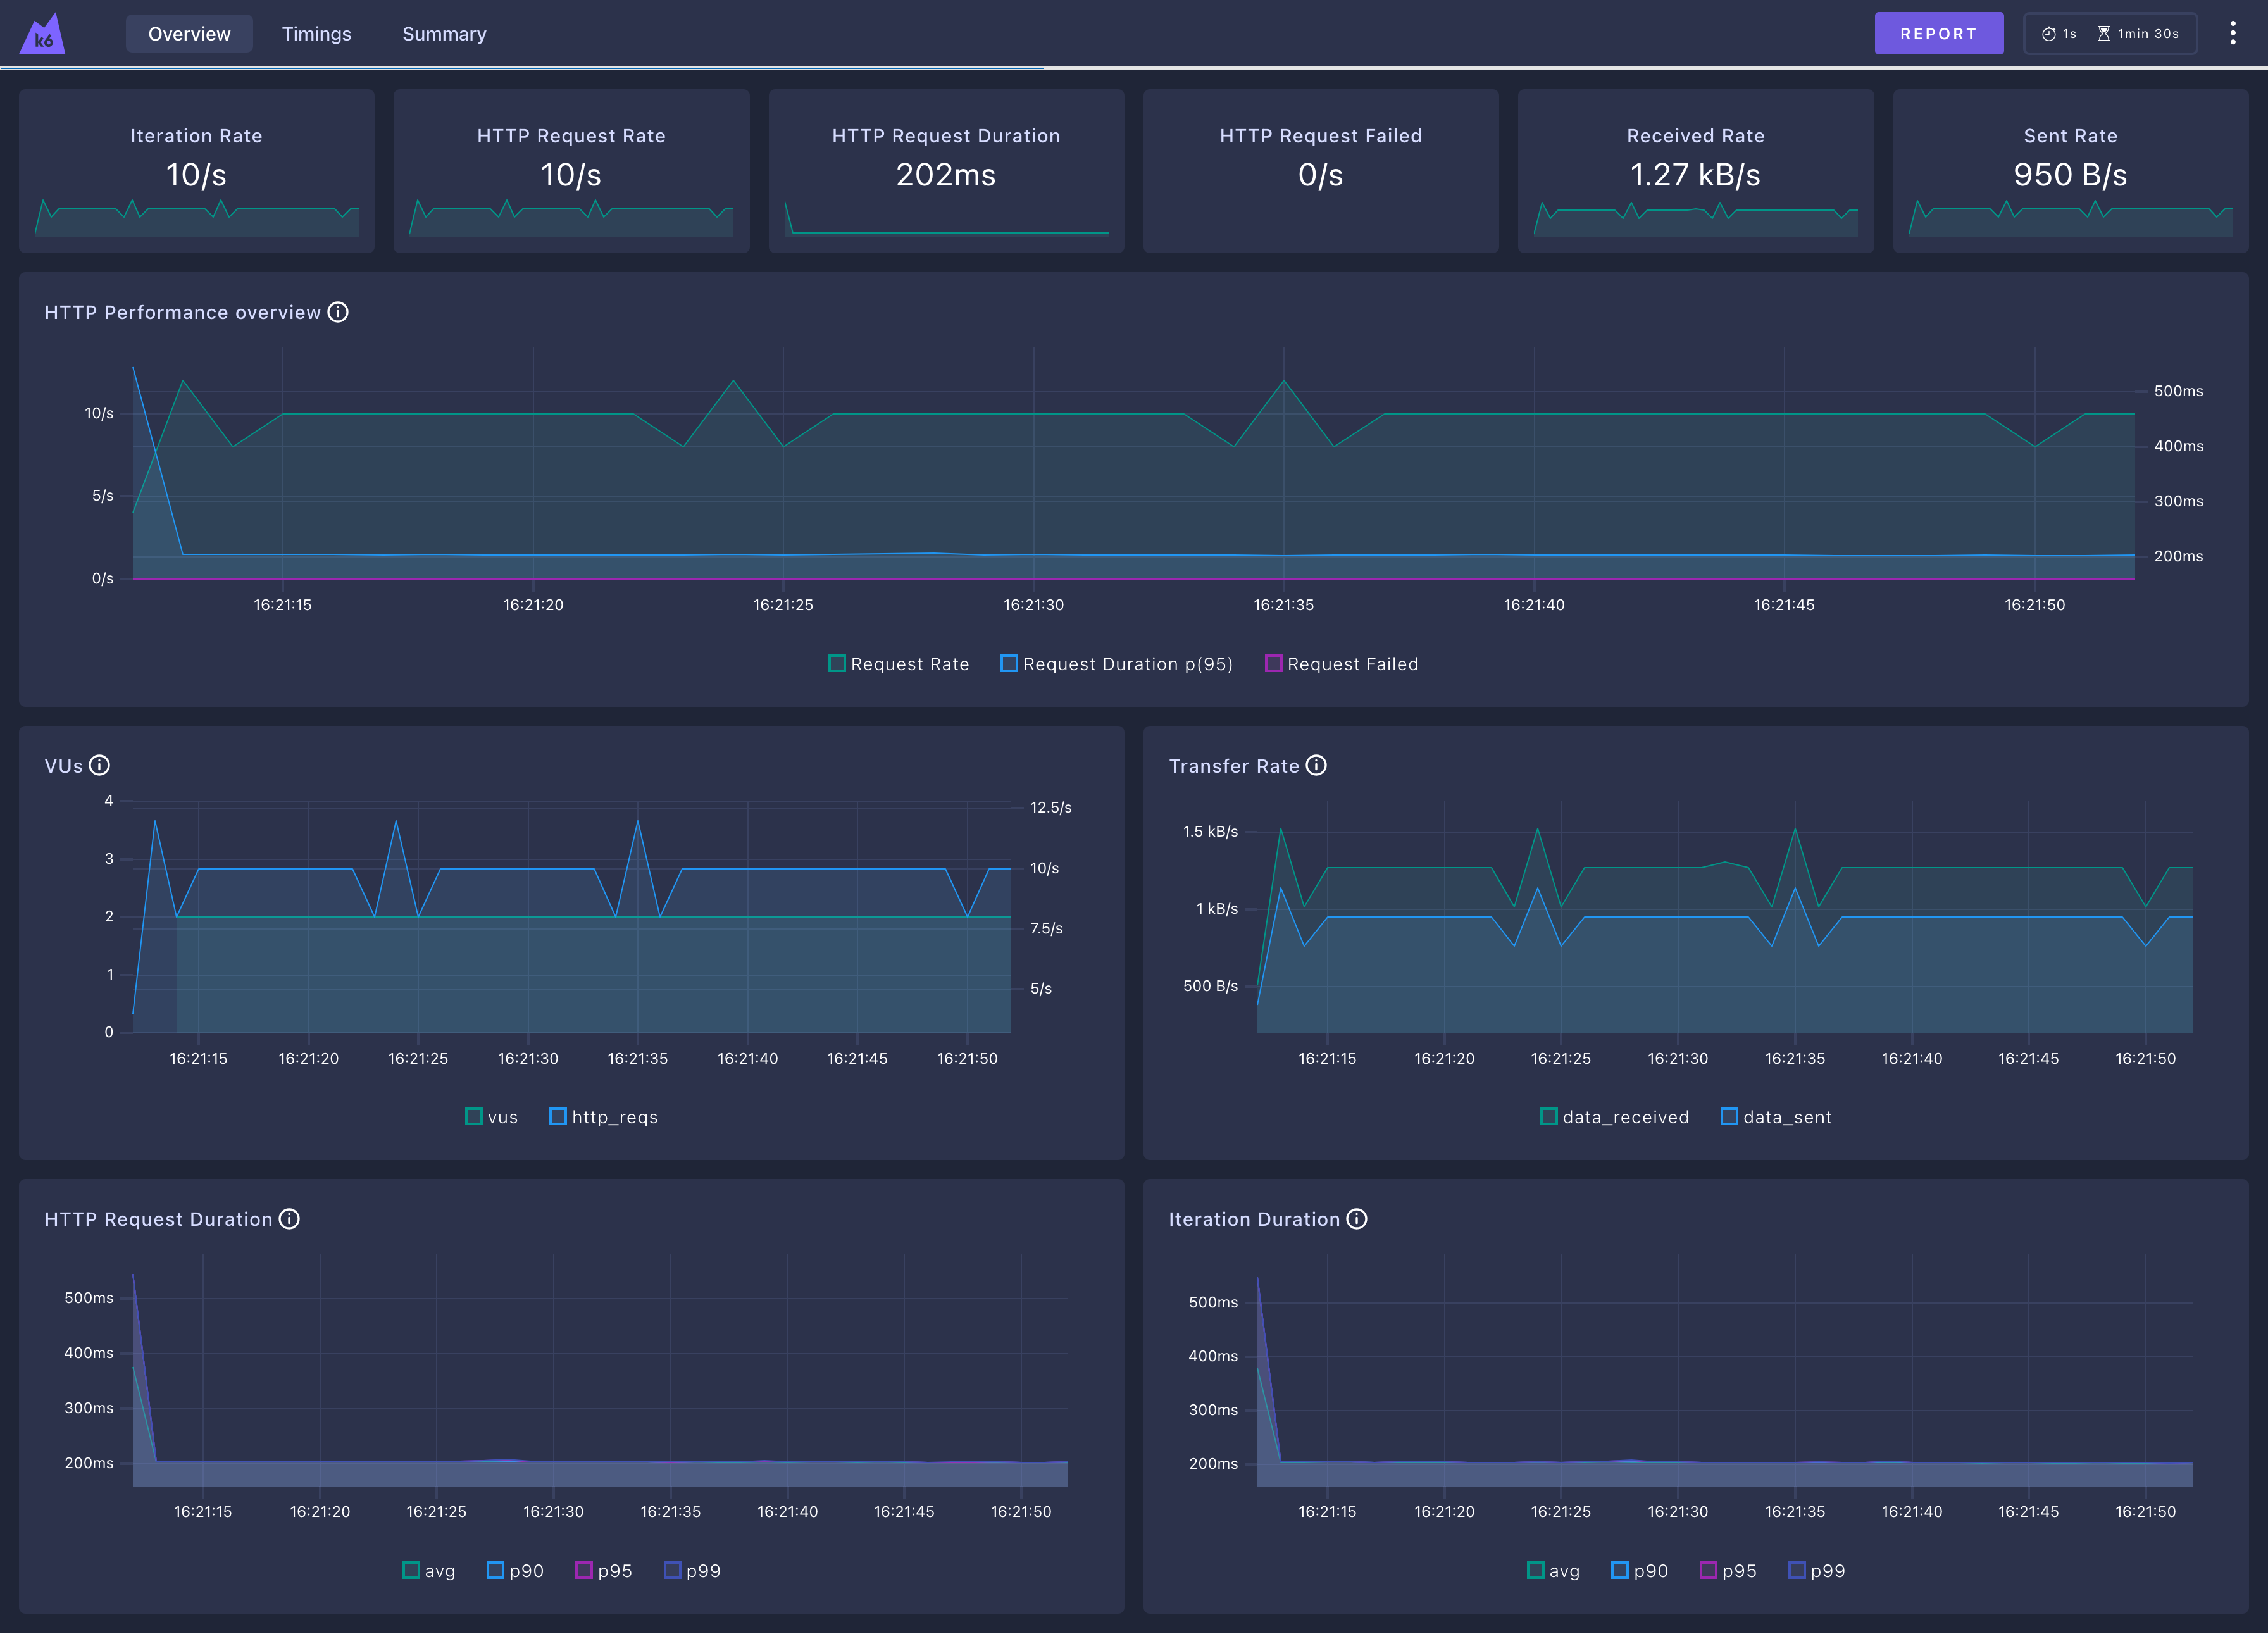 k6 Overview Timings Summary REPORT 1s 1min 30s
Iteration Rate
10/s
HTTP Request Rate
10/s
HTTP Request Duration
202ms
HTTP Request Failed
0/s
Received Rate
1.27 kB/s
Sent Rate
950 B/s
HTTP Performance overview
10/s
5/s
0/s
500ms
400ms
300ms
200ms
16:21:15 16:21:20 16:21:25 16:21:30 16:21:35 16:21:40 16:21:45 16:21:50
Request Rate Request Duration p(95) Request Failed
VUs
4
3
2
1
0
12.5/s
10/s
7.5/s
5/s
16:21:15 16:21:20 16:21:25 16:21:30 16:21:35 16:21:40 16:21:45 16:21:50
vus http_reqs
Transfer Rate
1.5 kB/s
1 kB/s
500 B/s
16:21:15 16:21:20 16:21:25 16:21:30 16:21:35 16:21:40 16:21:45 16:21:50
data_received data_sent
HTTP Request Duration
500ms
400ms
300ms
200ms
16:21:15 16:21:20 16:21:25 16:21:30 16:21:35 16:21:40 16:21:45 16:21:50
avg p90 p95 p99
Iteration Duration
500ms
400ms
300ms
200ms
16:21:15 16:21:20 16:21:25 16:21:30 16:21:35 16:21:40 16:21:45 16:21:50
avg p90 p95 p99